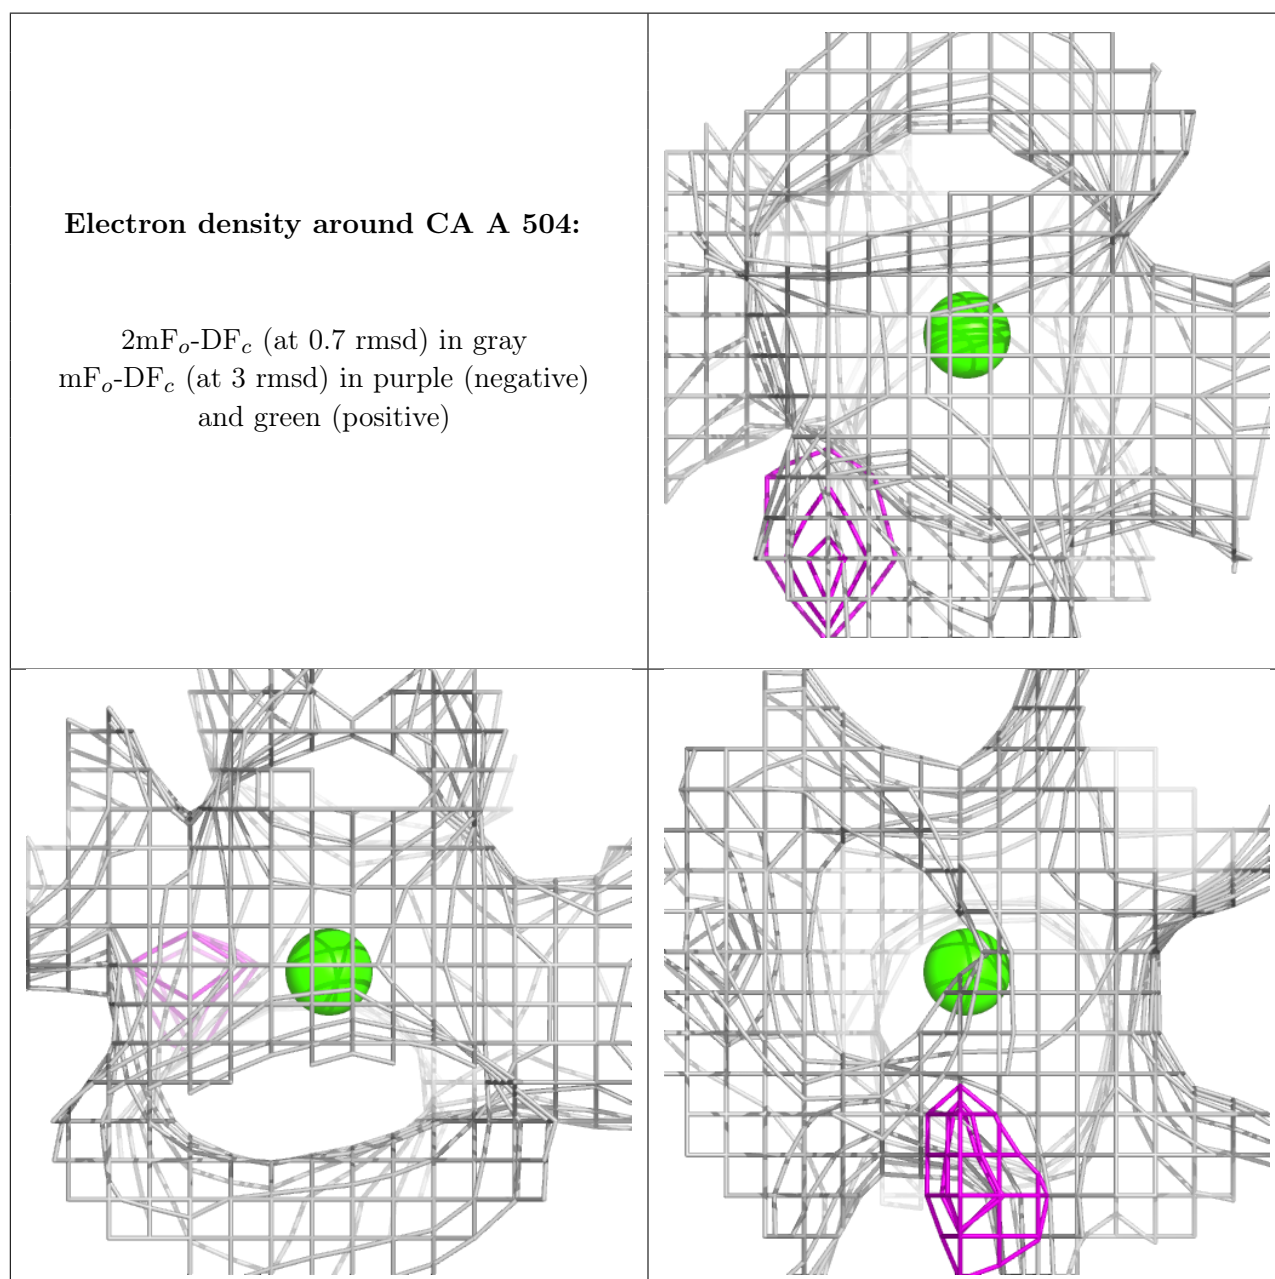 Electron density around CA A 504:
2mFo-DFc (at 0.7 rmsd) in gray
mFo-DFc (at 3 rmsd) in purple (negative)
and green (positive)